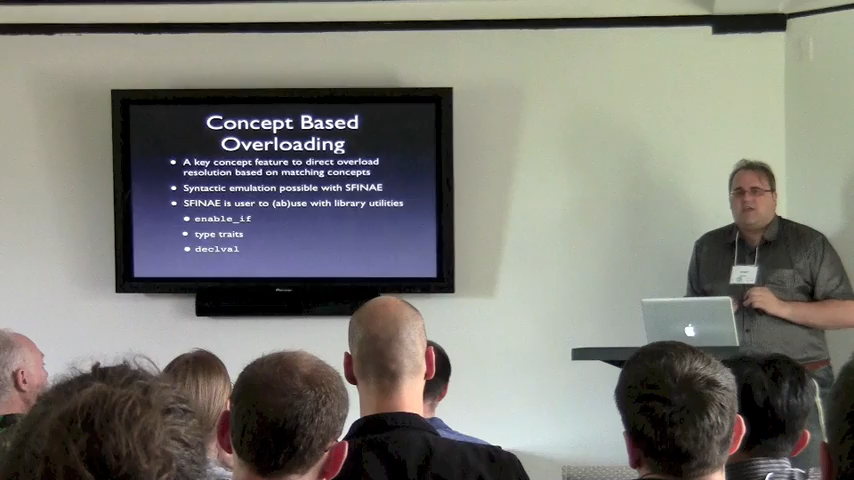 Concept Based
Overloading
• A key concept feature to direct overload
resolution based on matching concepts
• Syntactic emulation possible with SFINAE
• SFINAE is user to (ab)use with library utilities
• enable_if
• type traits
• declval